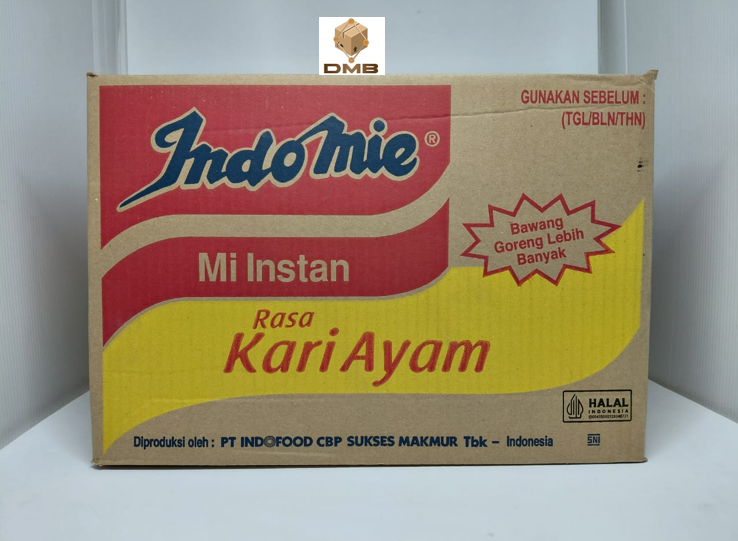 DMB
GUNAKAN SEBELUM :
(TGL/BLN/THN)
Indomie®
Bawang
Goreng Lebih
Banyak
Mi Instan
Rasa
Kari Ayam
HALAL
INDONESIA
Diproduksi oleh : PT INDOFOOD CBP SUKSES MAKMUR Tbk – Indonesia
SNI